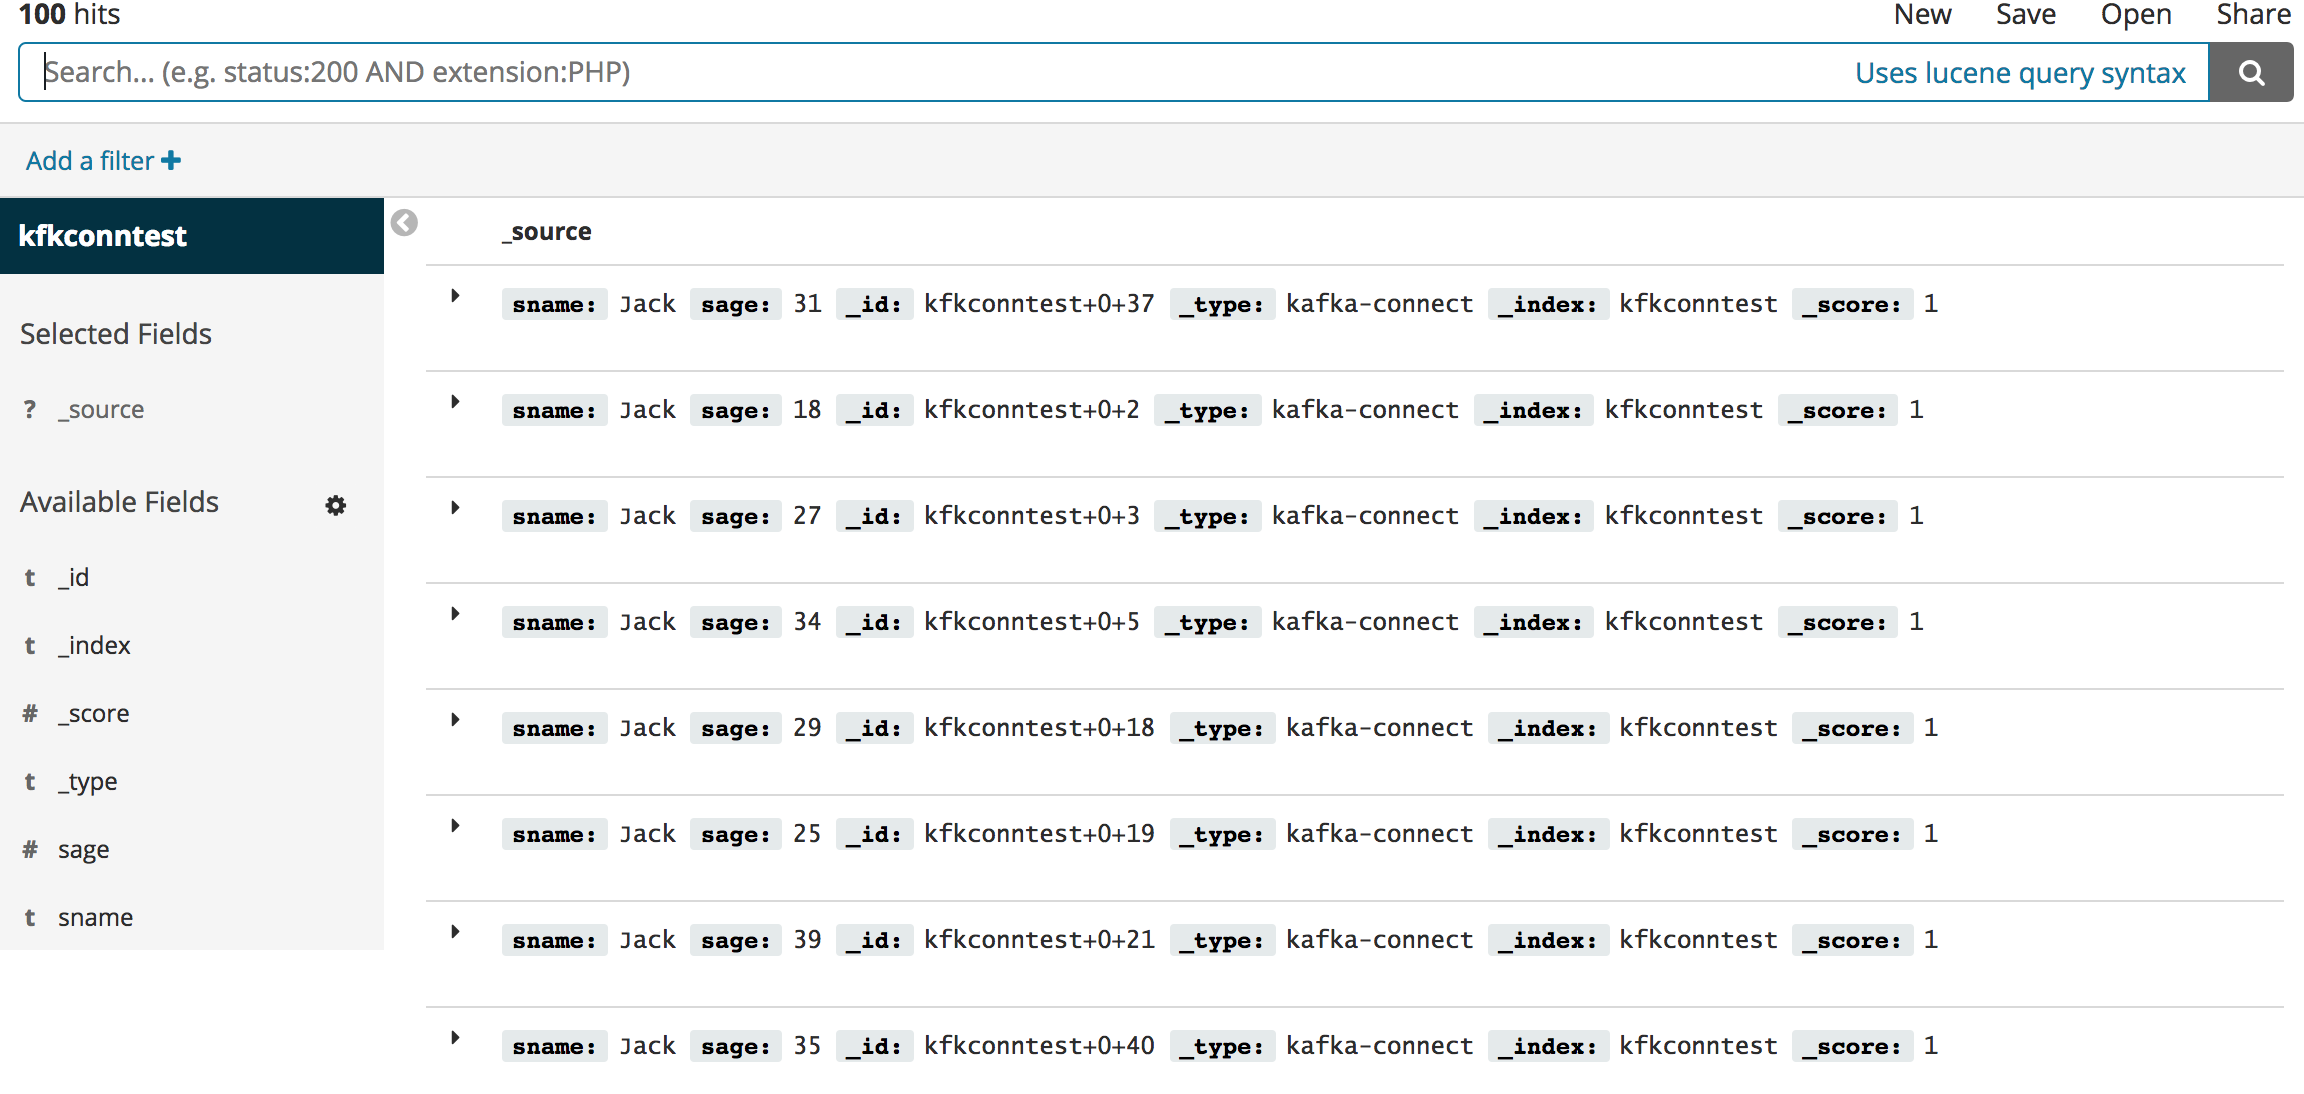 100 hits
New Save Open Share
Search... (e.g. status:200 AND extension:PHP)
Uses lucene query syntax
Add a filter
kfkconntest
Selected Fields
? _source
Available Fields
t _id
t _index
# _score
t _type
# sage
t sname
_source
sname: Jack sage: 31 _id: kfkconntest+0+37 _type: kafka-connect _index: kfkconntest _score: 1
sname: Jack sage: 18 _id: kfkconntest+0+2 _type: kafka-connect _index: kfkconntest _score: 1
sname: Jack sage: 27 _id: kfkconntest+0+3 _type: kafka-connect _index: kfkconntest _score: 1
sname: Jack sage: 34 _id: kfkconntest+0+5 _type: kafka-connect _index: kfkconntest _score: 1
sname: Jack sage: 29 _id: kfkconntest+0+18 _type: kafka-connect _index: kfkconntest _score: 1
sname: Jack sage: 25 _id: kfkconntest+0+19 _type: kafka-connect _index: kfkconntest _score: 1
sname: Jack sage: 39 _id: kfkconntest+0+21 _type: kafka-connect _index: kfkconntest _score: 1
sname: Jack sage: 35 _id: kfkconntest+0+40 _type: kafka-connect _index: kfkconntest _score: 1